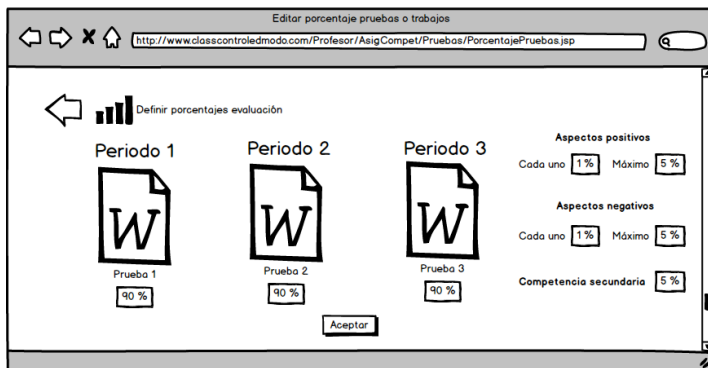 Editar porcentaje pruebas o trabajos
http://www.classcontroledmodo.com/Profesor/AsigCompet/Pruebas/PorcentajePruebas.jsp
Definir porcentajes evaluación
Periodo 1
Periodo 2
Periodo 3
W
W
W
Prueba 1
Prueba 2
Prueba 3
90 %
90 %
90 %
Aspectos positivos
Cada uno 1 % Máximo 5 %
Aspectos negativos
Cada uno 1 % Máximo 5 %
Competencia secundaria 5 %
Aceptar